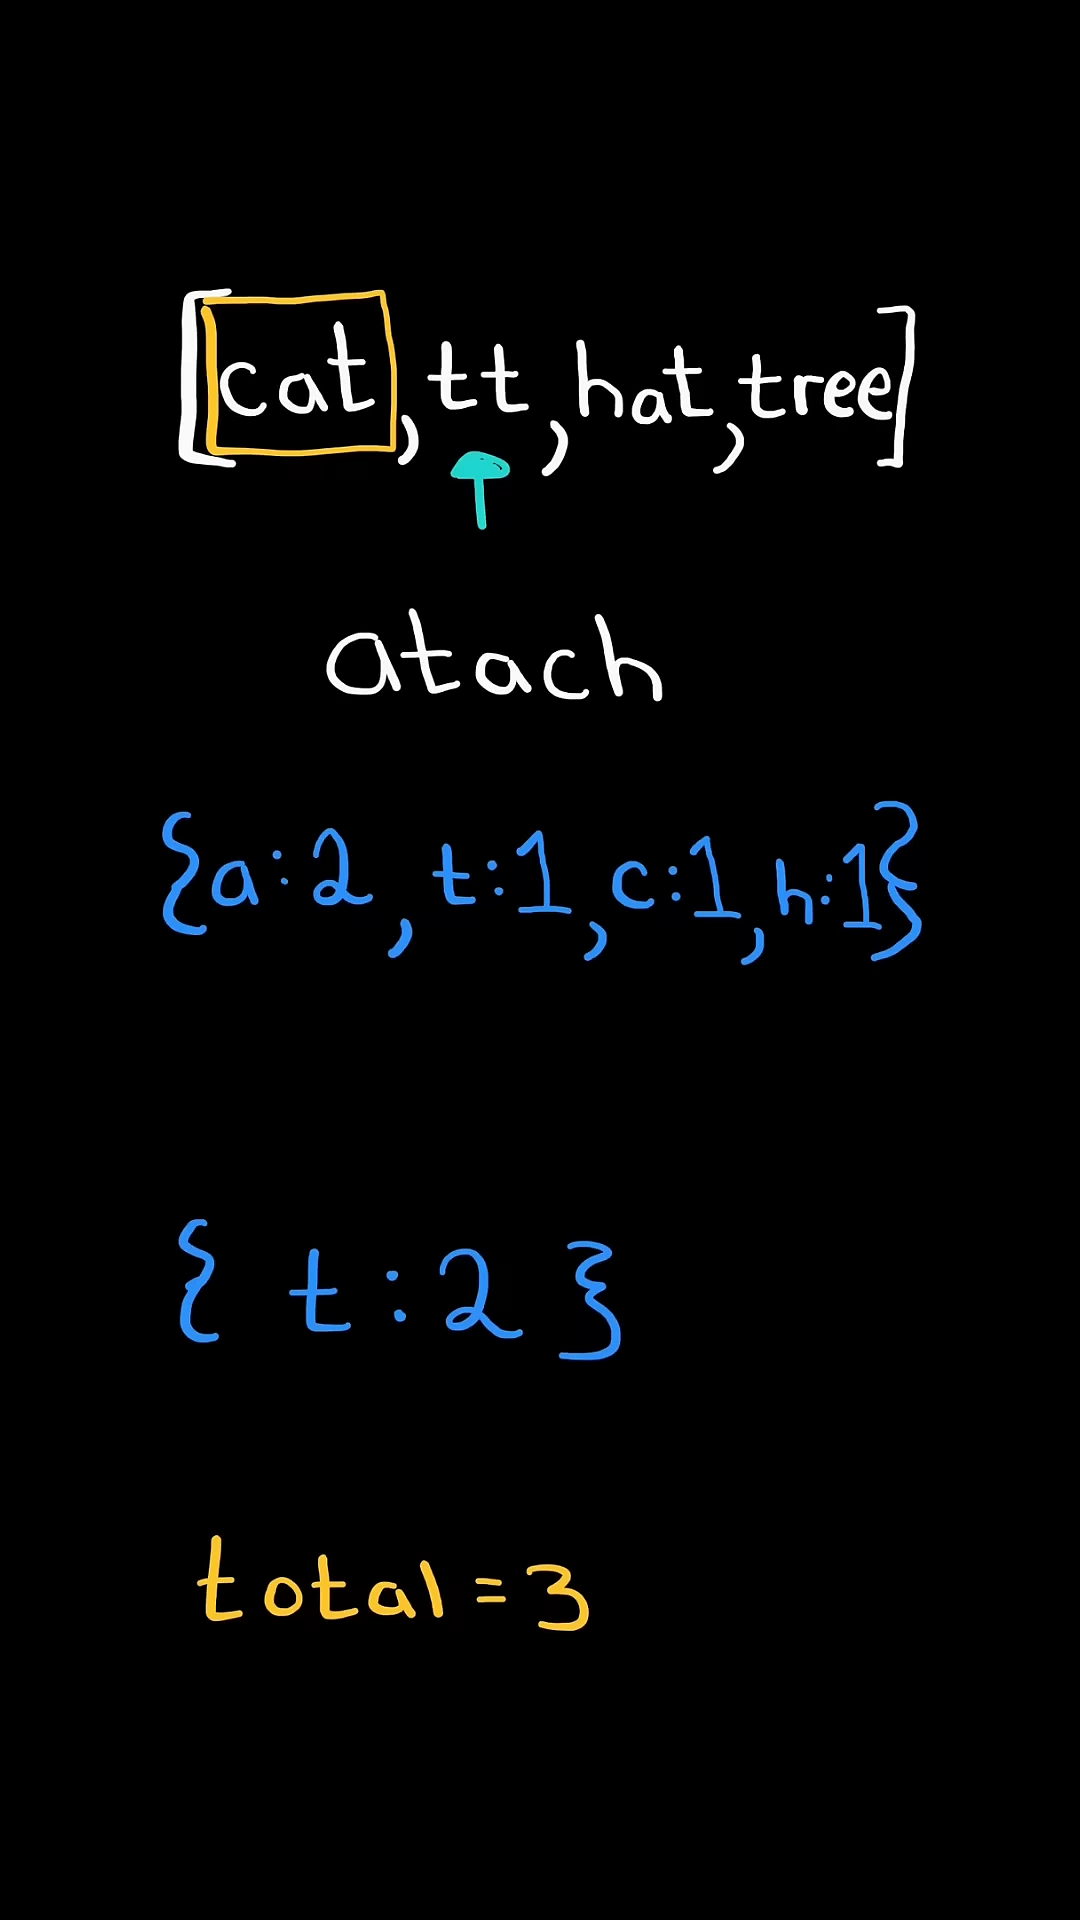 [cat, tt, hat, tree]
atach
{a:2, t:1, c:1, h:1}
{ t:2 }
total=3